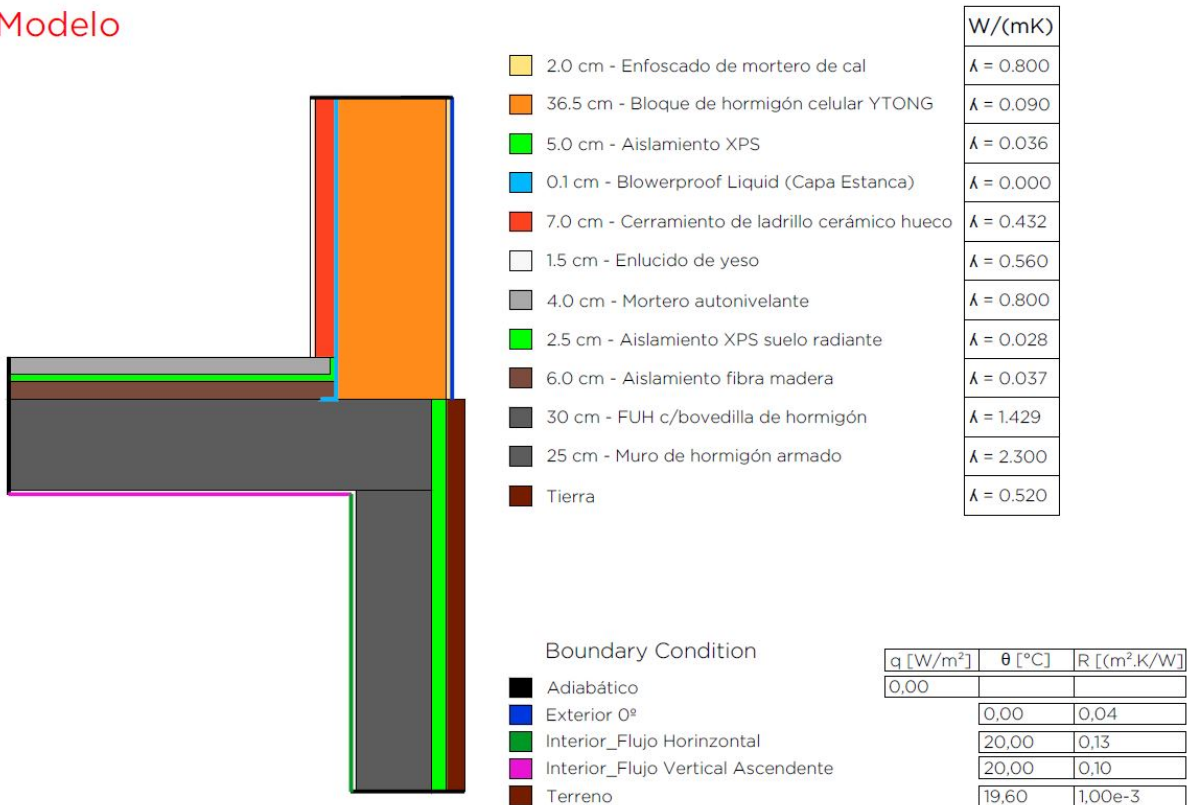 Modelo
W/(mK)
2.0 cm - Enfoscado de mortero de cal ʎ = 0.800
36.5 cm - Bloque de hormigón celular YTONG ʎ = 0.090
5.0 cm - Aislamiento XPS ʎ = 0.036
0.1 cm - Blowerproof Liquid (Capa Estanca) ʎ = 0.000
7.0 cm - Cerramiento de ladrillo cerámico hueco ʎ = 0.432
1.5 cm - Enlucido de yeso ʎ = 0.560
4.0 cm - Mortero autonivelante ʎ = 0.800
2.5 cm - Aislamiento XPS suelo radiante ʎ = 0.028
6.0 cm - Aislamiento fibra madera ʎ = 0.037
30 cm - FUH c/bovedilla de hormigón ʎ = 1.429
25 cm - Muro de hormigón armado ʎ = 2.300
Tierra ʎ = 0.520
Boundary Condition q [W/m²] θ [°C] R [(m².K/W]
Adiabático 0,00
Exterior 0º 0,00 0,04
Interior_Flujo Horinzontal 20,00 0,13
Interior_Flujo Vertical Ascendente 20,00 0,10
Terreno 19,60 1,00e-3